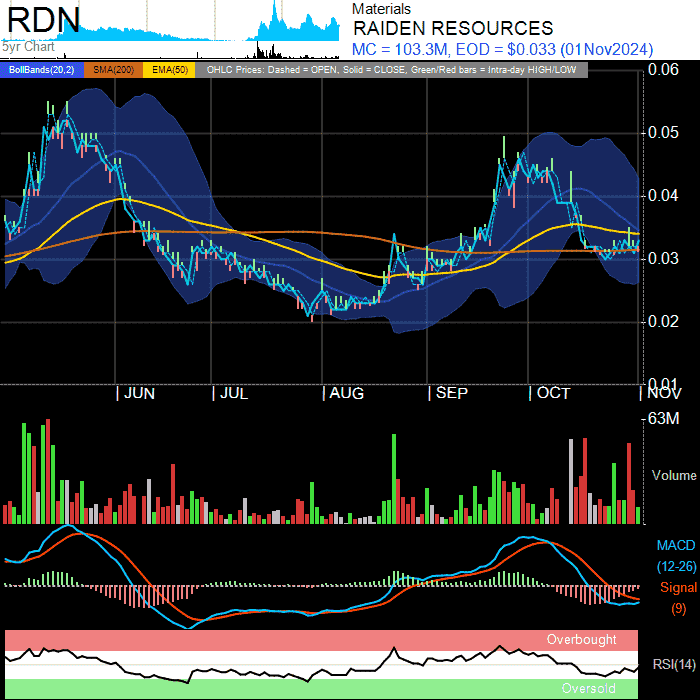 RDN
5yr Chart
Materials
RAIDEN RESOURCES
MC = 103.3M, EOD = $0.033 (01Nov2024)
BollBands(20,2) SMA(200) EMA(50) OHLC Prices: Dashed = OPEN, Solid = CLOSE, Green/Red bars = Intra-day HIGH/LOW
0.06
0.05
0.04
0.03
0.02
0.01
JUN JUL AUG SEP OCT NOV
63M
Volume
MACD
(12-26)
Signal
(9)
Overbought
RSI(14)
Oversold